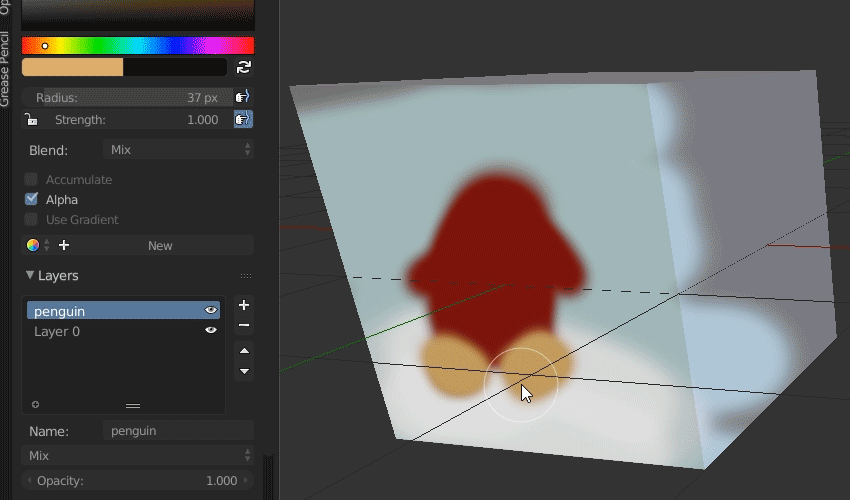 Grease Pencil
Radius: 37 px
Strength: 1.000
Blend: Mix
Accumulate
Alpha
Use Gradient
New
Layers
penguin
Layer 0
Name: penguin
Mix
Opacity: 1.000